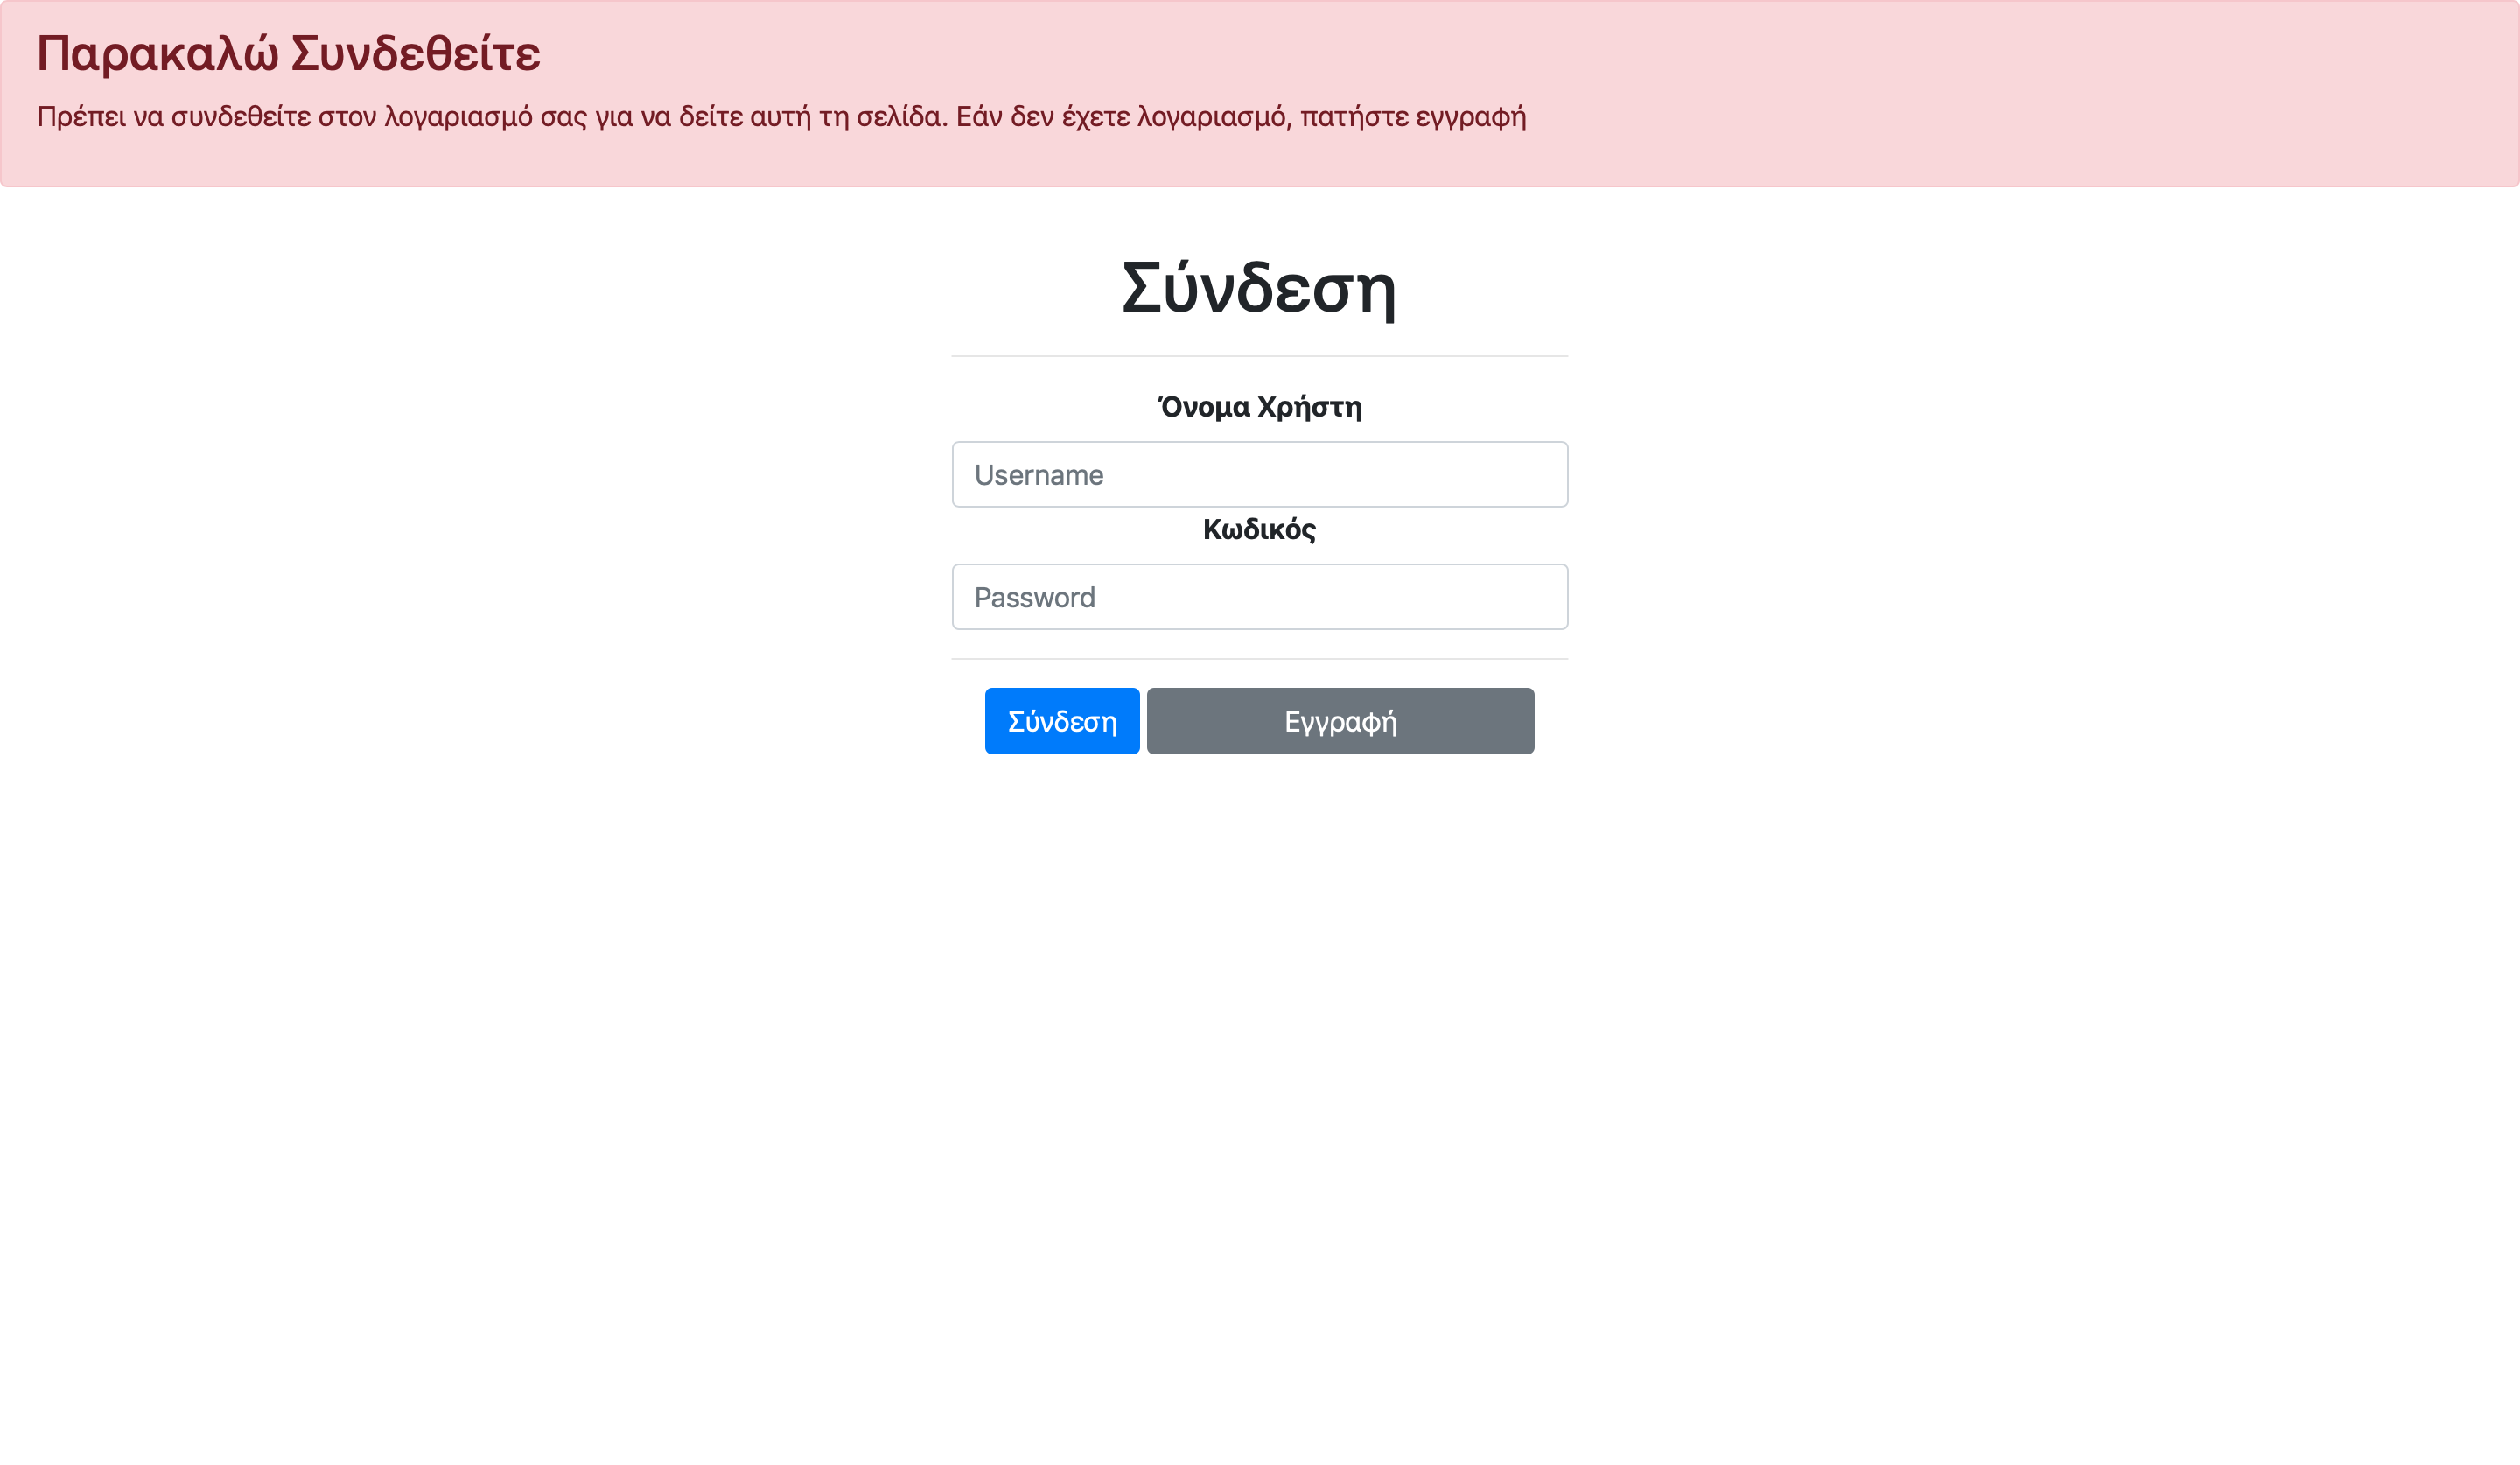 Παρακαλώ Συνδεθείτε
Πρέπει να συνδεθείτε στον λογαριασμό σας για να δείτε αυτή τη σελίδα. Εάν δεν έχετε λογαριασμό, πατήστε εγγραφή
Σύνδεση
Όνομα Χρήστη
Username
Κωδικός
Password
Σύνδεση Εγγραφή